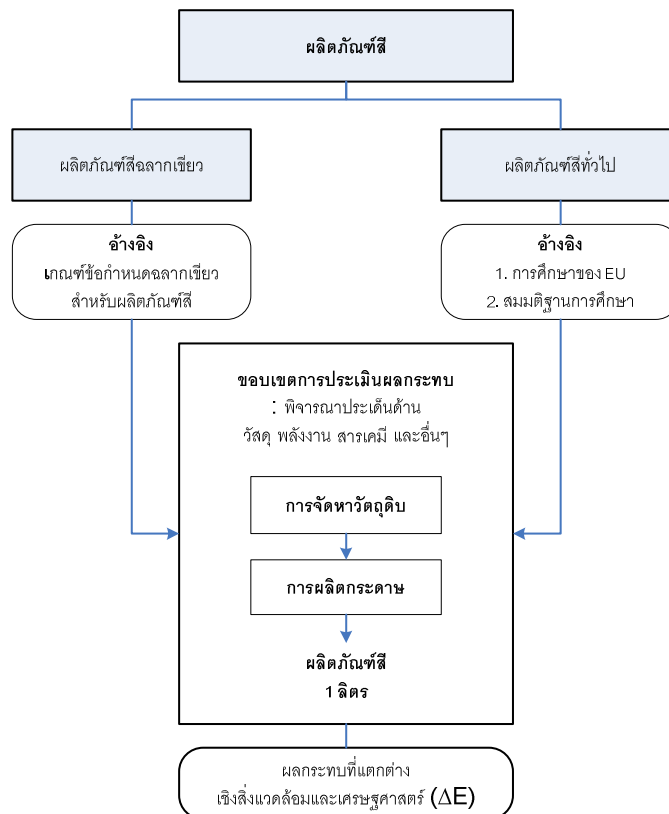 ผลิตภัณฑ์สี
ผลิตภัณฑ์สีฉลากเขียว
ผลิตภัณฑ์สีทั่วไป
อ้างอิง
เกณฑ์ข้อกำหนดฉลากเขียว
สำหรับผลิตภัณฑ์สี
อ้างอิง
1. การศึกษาของ EU
2. สมมติฐานการศึกษา
ขอบเขตการประเมินผลกระทบ
: พิจารณาประเด็นด้าน
วัสดุ พลังงาน สารเคมี และอื่นๆ
การจัดหาวัตถุดิบ
การผลิตกระดาษ
ผลิตภัณฑ์สี
1 ลิตร
ผลกระทบที่แตกต่าง
เชิงสิ่งแวดล้อมและเศรษฐศาสตร์ (ΔE)